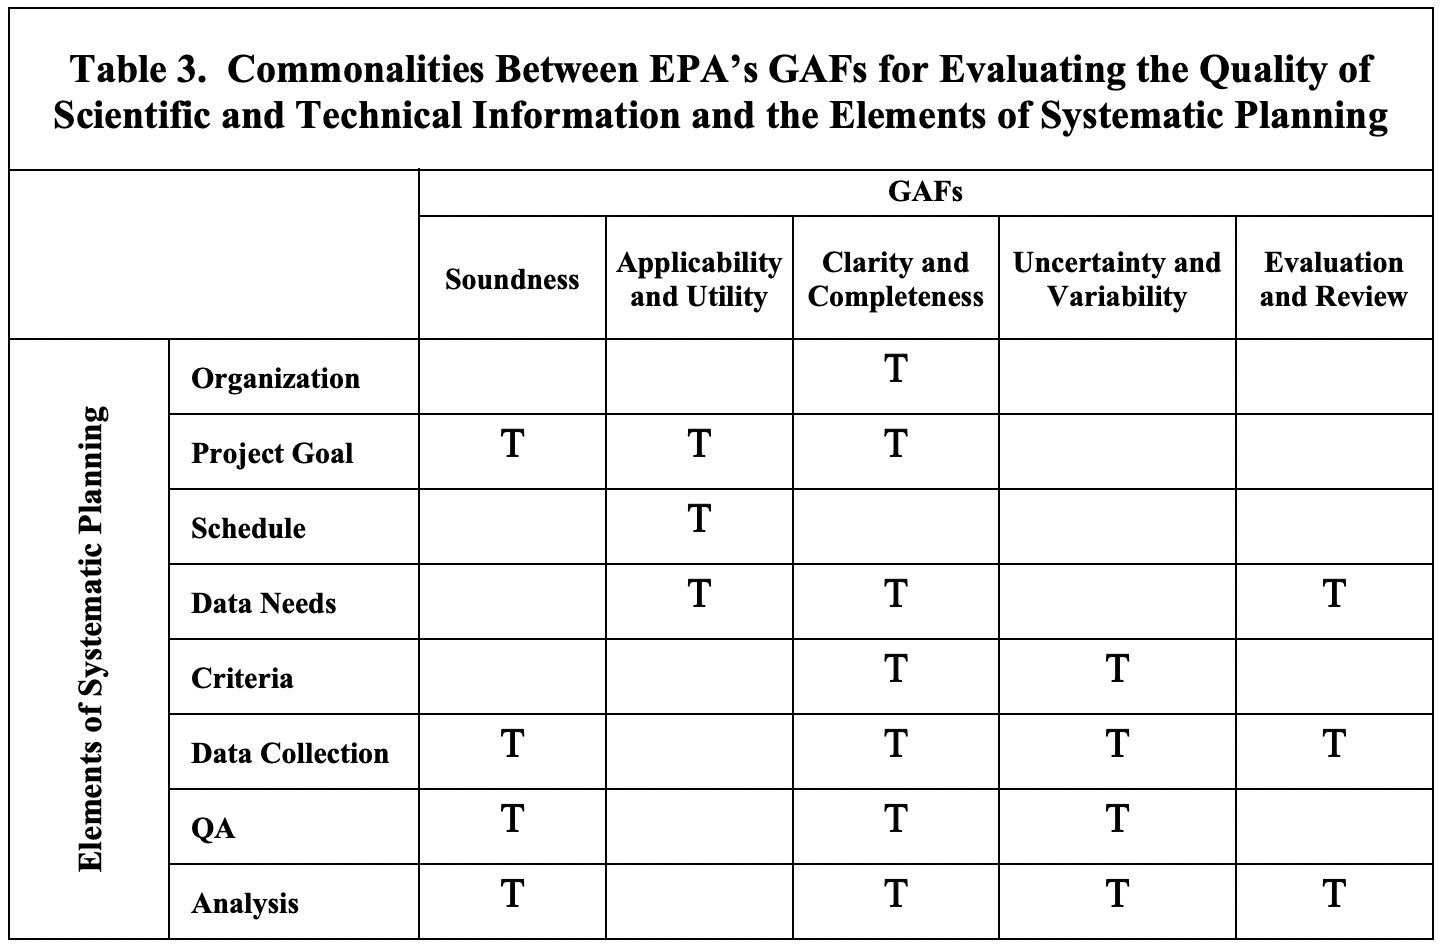 Table 3.  Commonalities Between EPA’s GAFs for Evaluating the Quality of
Scientific and Technical Information and the Elements of Systematic Planning
GAFs
Soundness
Applicability
and Utility
Clarity and
Completeness
Uncertainty and
Variability
Evaluation
and Review
Elements of Systematic Planning
Organization T
Project Goal T T T
Schedule T
Data Needs T T T
Criteria T T
Data Collection T T T T
QA T T T
Analysis T T T T